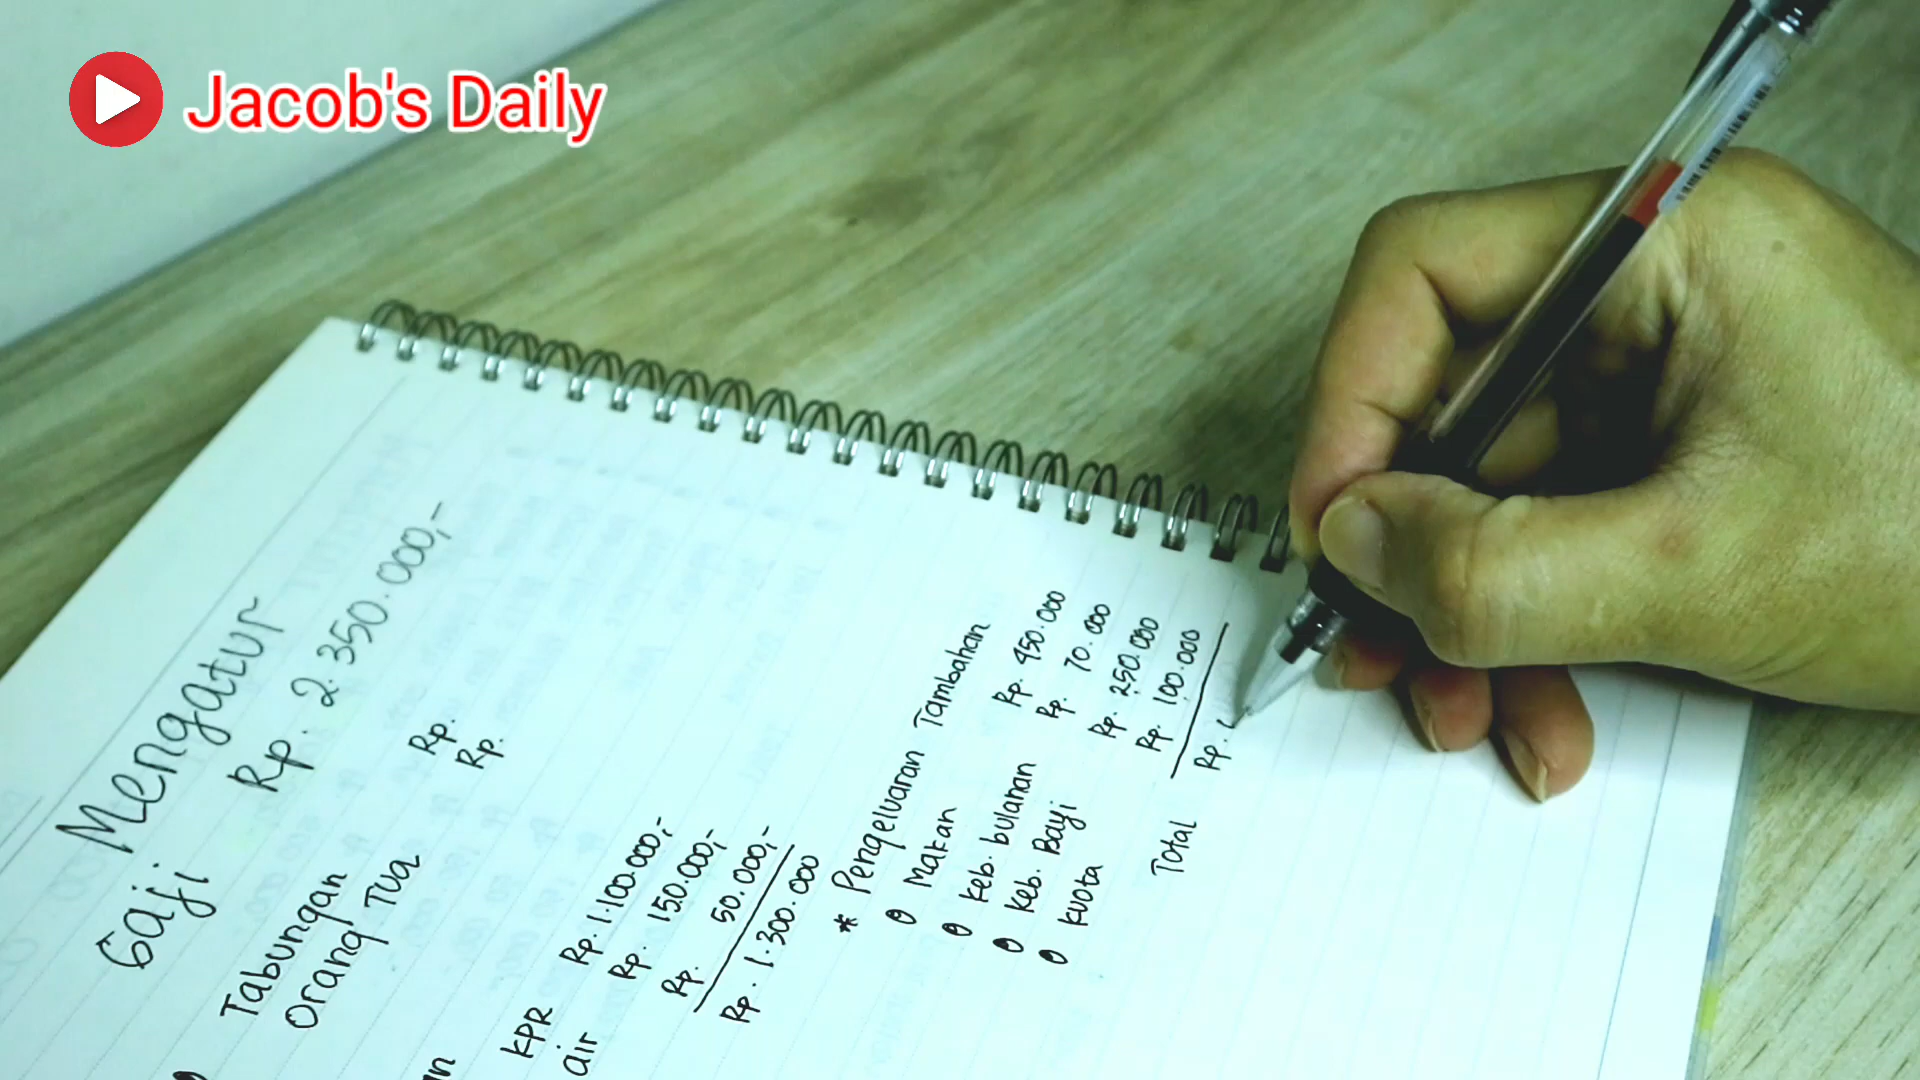 Jacob's Daily
Mengatur
Gaji Rp. 2.350.000,-
Tabungan Rp.
Orang Tua Rp.
KPR Rp. 1.100.000,-
air Rp. 150.000,-
Rp. 50.000,-
Rp. 1.300.000
* Pengeluaran Tambahan
Makan Rp. 450.000
Keb. bulanan Rp. 70.000
Keb. Bayi Rp. 250.000
Kuota Rp. 100.000
Total Rp.